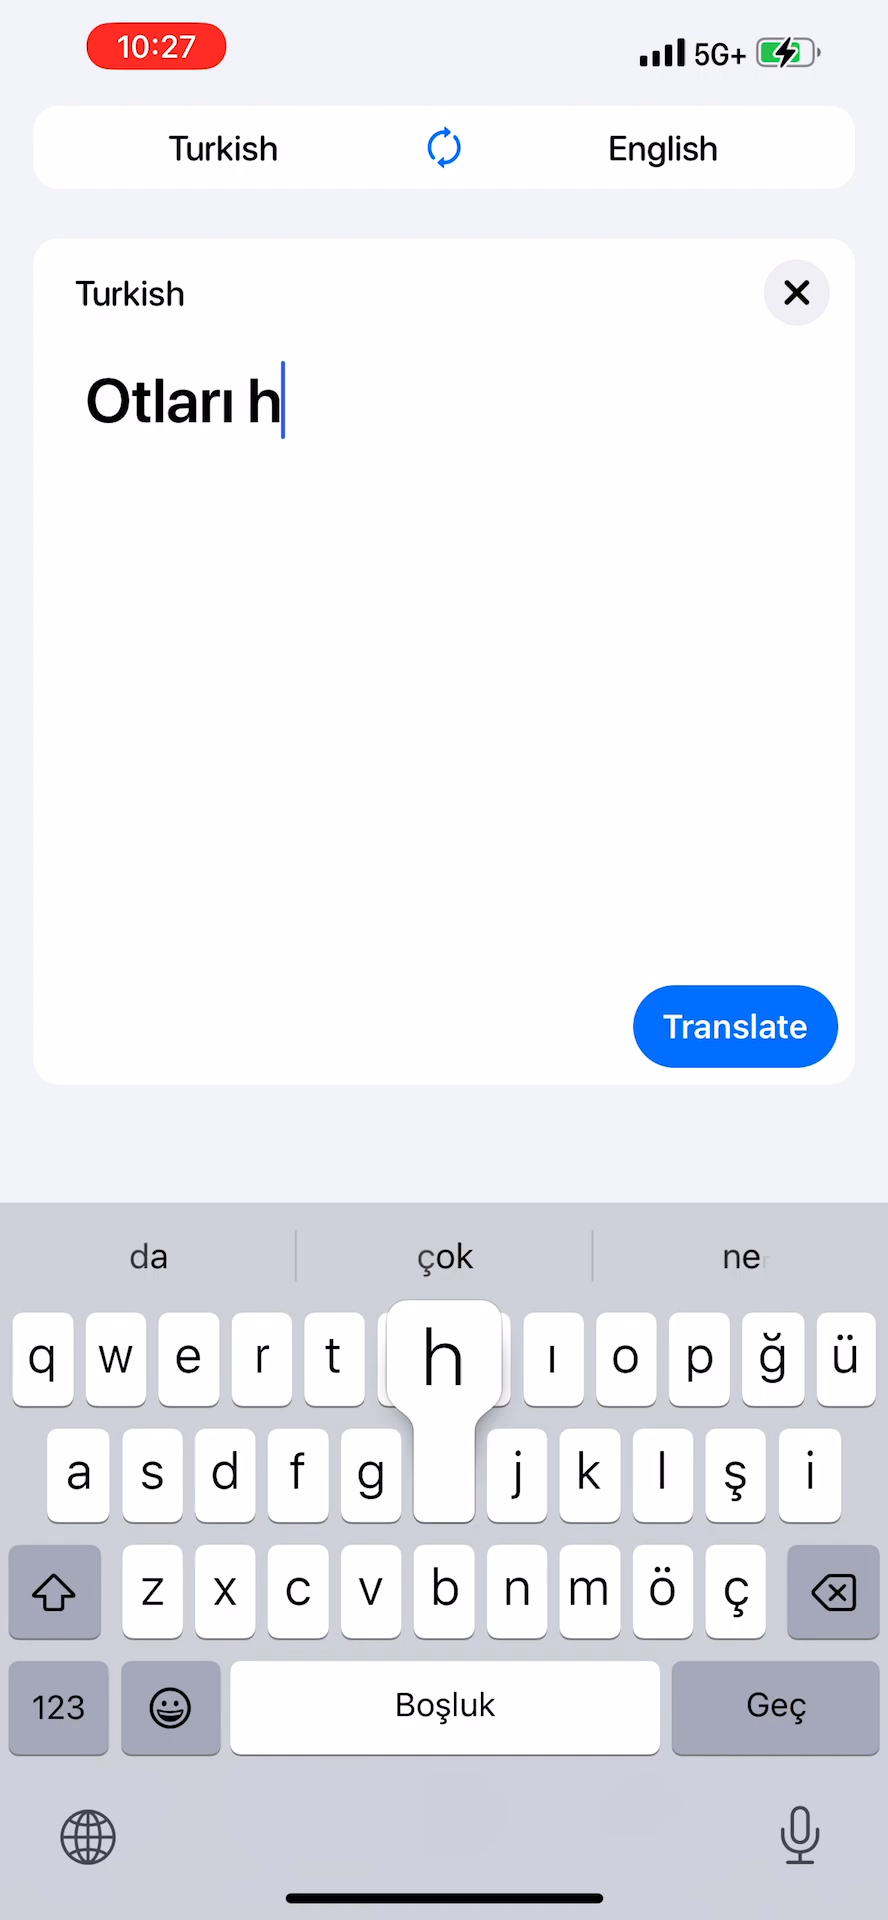 10:27 5G+
Turkish English
Turkish
Otları h
Translate
da çok ne
q w e r t h ı o p ğ ü
a s d f g j k l ş i
z x c v b n m ö ç
123 Boşluk Geç